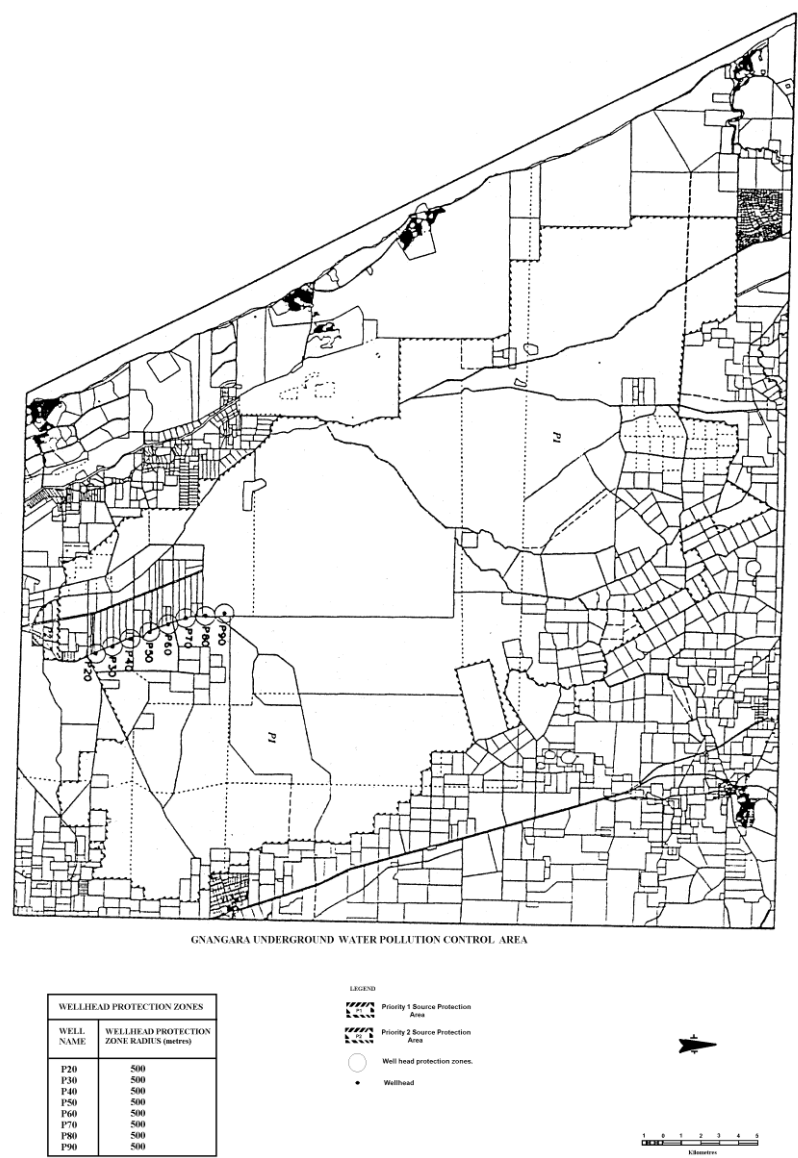 P1
P2
P20
P30
P40
P50
P60
P70
P80
P90
P1
GNANGARA UNDERGROUND WATER POLLUTION CONTROL AREA
WELLHEAD PROTECTION ZONES
WELL NAME
WELLHEAD PROTECTION
ZONE RADIUS (metres)
P20 500
P30 500
P40 500
P50 500
P60 500
P70 500
P80 500
P90 500
LEGEND
P1 Priority 1 Source Protection
Area
P2 Priority 2 Source Protection
Area
Well head protection zones.
Wellhead
1 0 1 2 3 4 5
Kilometres